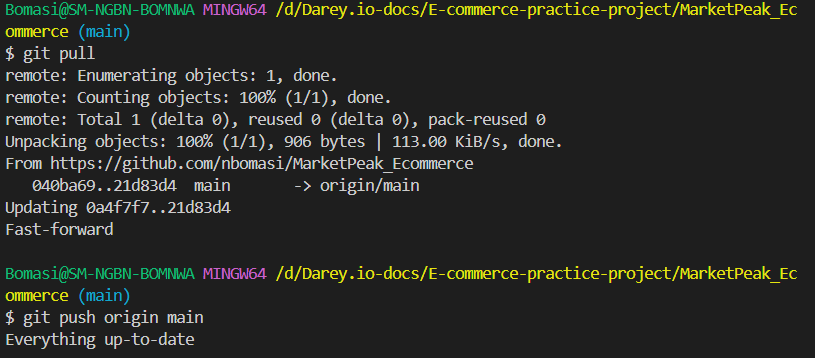 Bomasi@SM-NGBN-BOMNWA MINGW64 /d/Darey.io-docs/E-commerce-practice-project/MarketPeak_Ec
ommerce (main)
$ git pull
remote: Enumerating objects: 1, done.
remote: Counting objects: 100% (1/1), done.
remote: Total 1 (delta 0), reused 0 (delta 0), pack-reused 0
Unpacking objects: 100% (1/1), 906 bytes | 113.00 KiB/s, done.
From https://github.com/nbomasi/MarketPeak_Ecommerce
   040ba69..21d83d4  main       -> origin/main
Updating 0a4f7f7..21d83d4
Fast-forward

Bomasi@SM-NGBN-BOMNWA MINGW64 /d/Darey.io-docs/E-commerce-practice-project/MarketPeak_Ec
ommerce (main)
$ git push origin main
Everything up-to-date